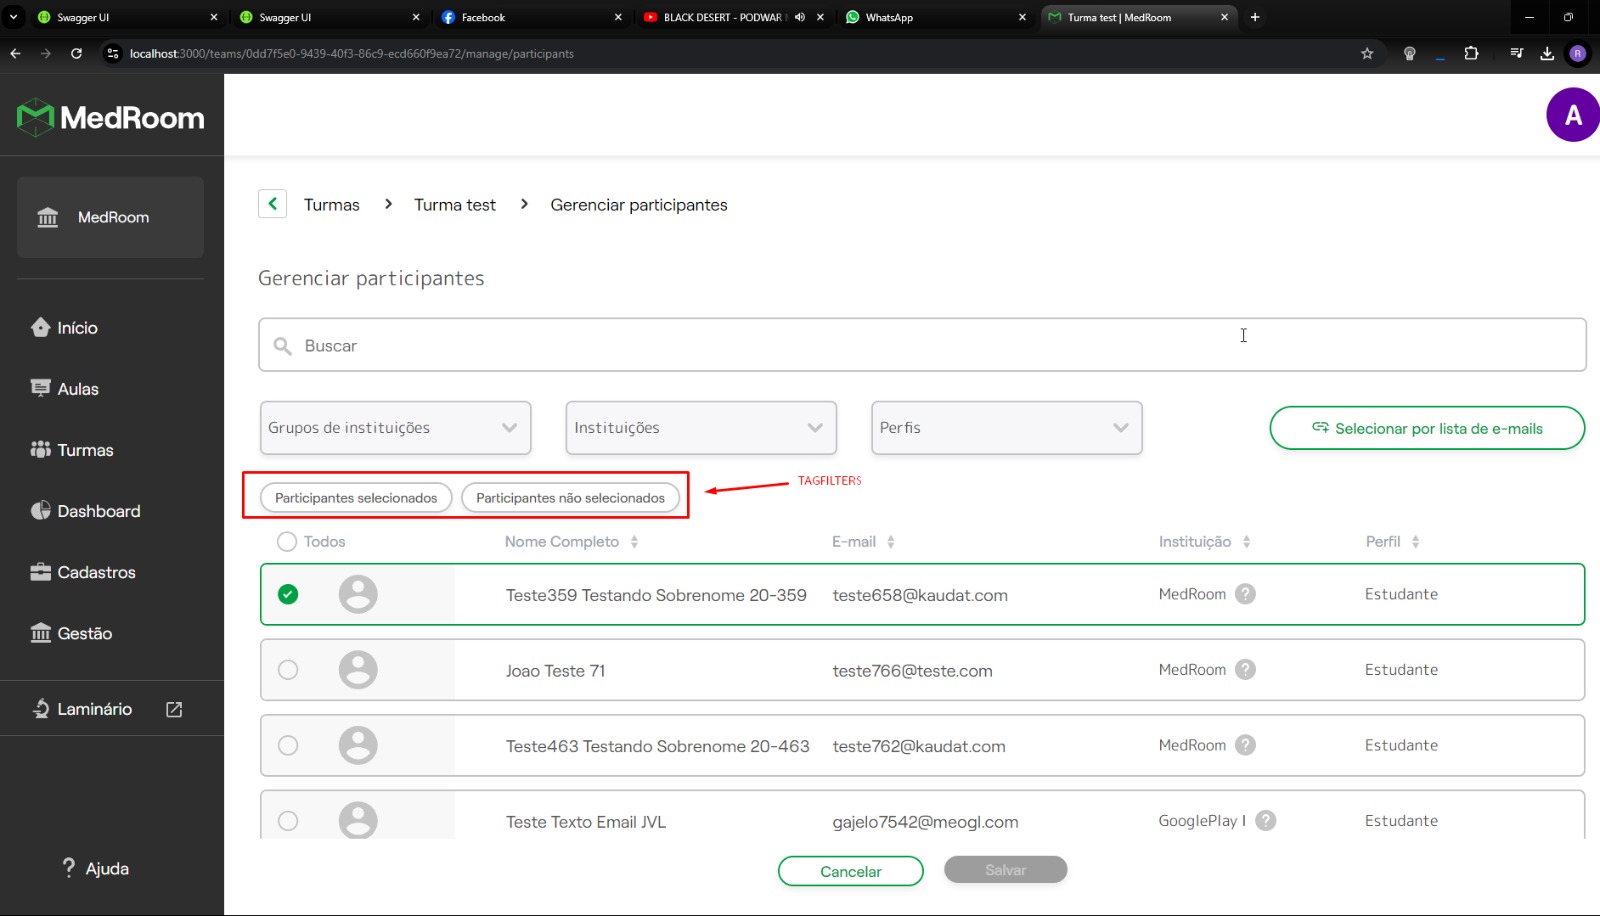 Swagger UI
Swagger UI
Facebook
BLACK DESERT - PODWAR
WhatsApp
Turma test | MedRoom
localhost:3000/teams/0dd7f5e0-9439-40f3-86c9-ecd660f9ea72/manage/participants
R
MedRoom
A
MedRoom
Turmas > Turma test > Gerenciar participantes
Gerenciar participantes
Início
Buscar
Aulas
Grupos de instituições
Instituições
Perfis
Selecionar por lista de e-mails
Turmas
TAGFILTERS
Participantes selecionados
Participantes não selecionados
Dashboard
Todos Nome Completo E-mail Instituição Perfil
Cadastros
Teste359 Testando Sobrenome 20-359 teste658@kaudat.com MedRoom ? Estudante
Gestão
Joao Teste 71 teste766@teste.com MedRoom ? Estudante
Laminário
Teste463 Testando Sobrenome 20-463 teste762@kaudat.com MedRoom ? Estudante
Teste Texto Email JVL gajelo7542@meogl.com GooglePlay I ? Estudante
? Ajuda
Cancelar
Salvar